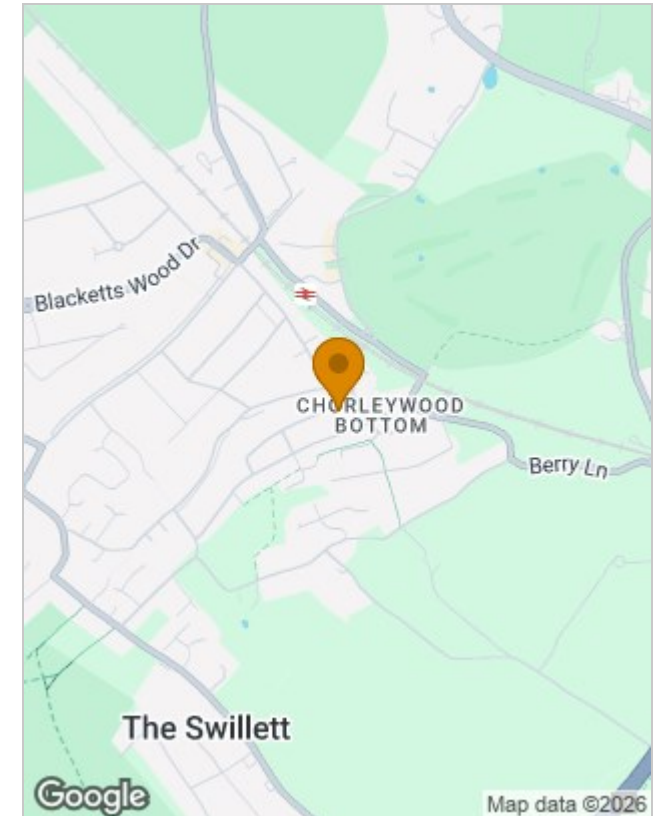 Blacketts Wood Dr
CHORLEYWOOD
BOTTOM
Berry Ln
The Swillett
Google
Map data ©2026